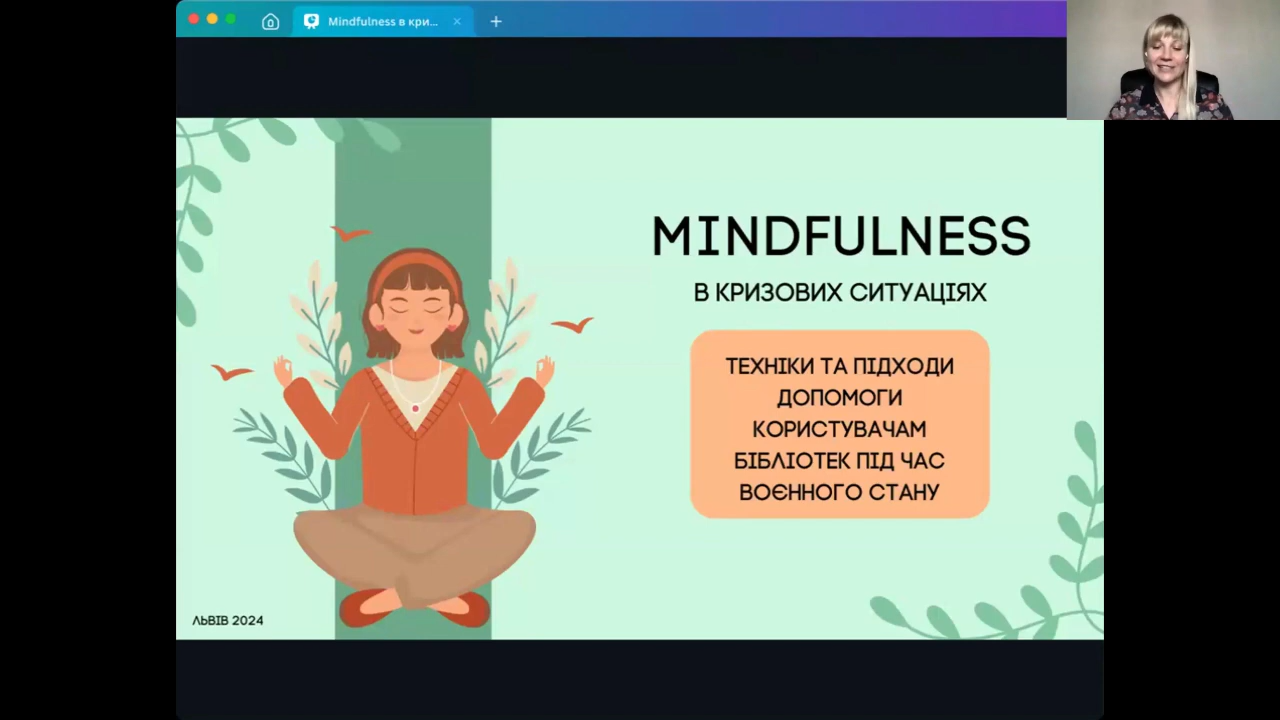 Mindfulness в кри...
MINDFULNESS
В КРИЗОВИХ СИТУАЦІЯХ
ТЕХНІКИ ТА ПІДХОДИ
ДОПОМОГИ
КОРИСТУВАЧАМ
БІБЛІОТЕК ПІД ЧАС
ВОЄННОГО СТАНУ
ЛЬВІВ 2024